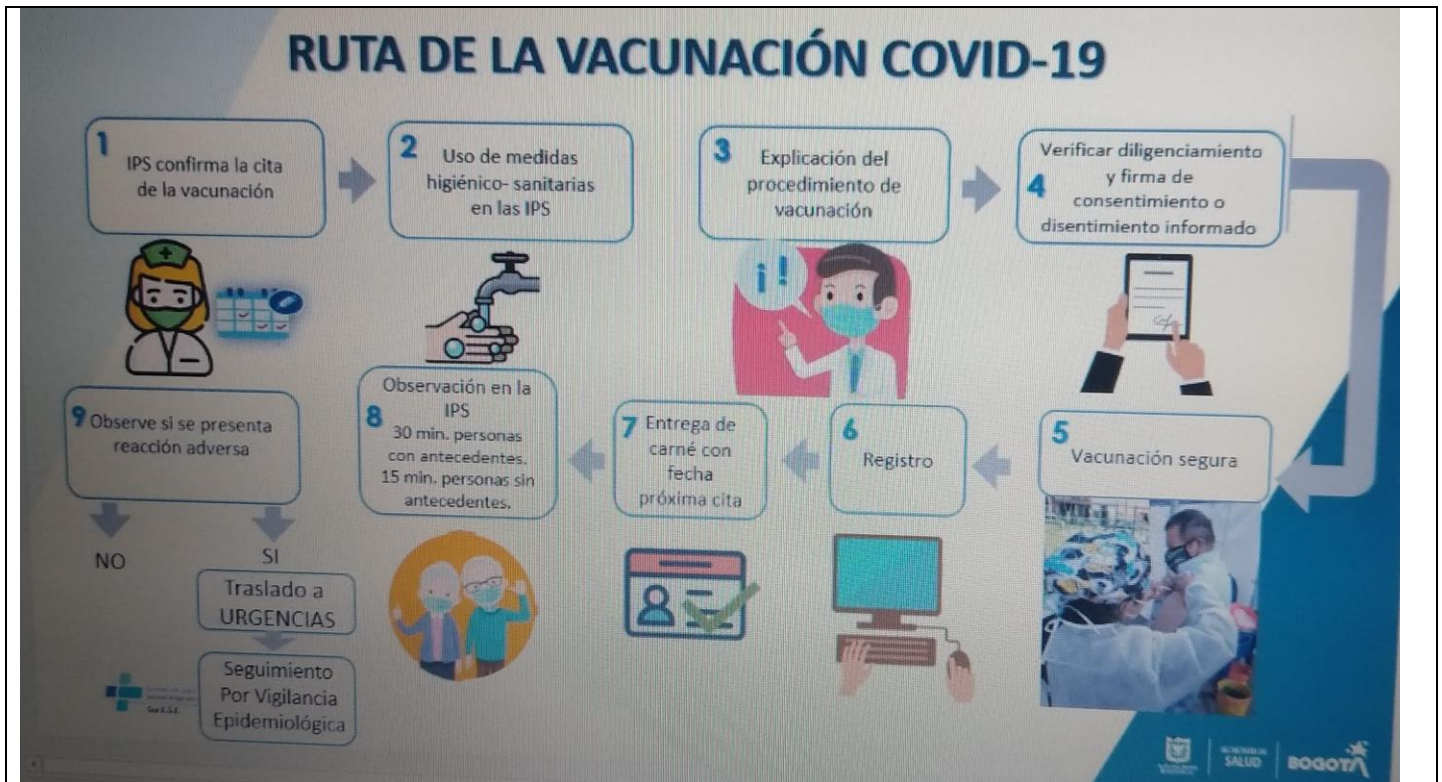 RUTA DE LA VACUNACIÓN COVID-19
1
IPS confirma la cita
de la vacunación
2
Uso de medidas
higiénico- sanitarias
en las IPS
3
Explicación del
procedimiento de
vacunación
4
Verificar diligenciamiento
y firma de
consentimiento o
disentimiento informado
5
Vacunación segura
6
Registro
7
Entrega de
carné con
fecha
próxima cita
8
Observación en la
IPS
30 min. personas
con antecedentes.
15 min. personas sin
antecedentes.
9
Observe si se presenta
reacción adversa
NO
SI
Traslado a
URGENCIAS
Seguimiento
Por Vigilancia
Epidemiológica
¡!
Sur E.S.E.
SALUD
BOGOTÁ